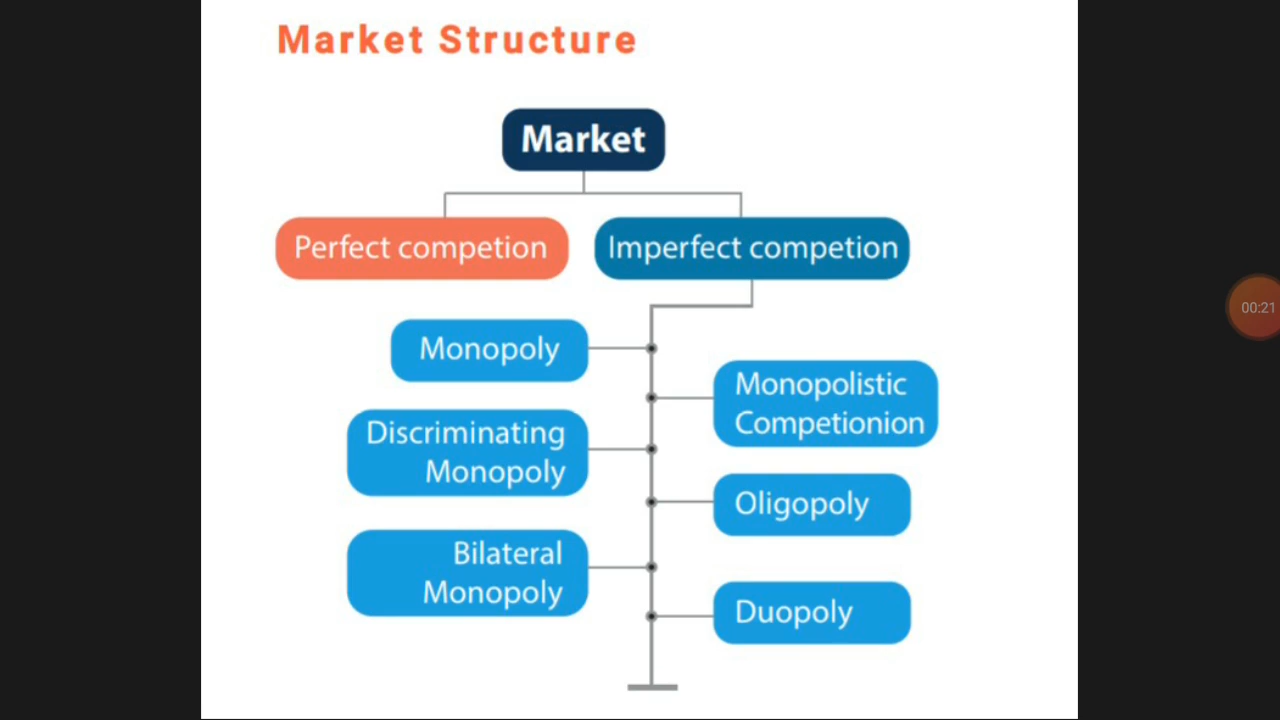 Market Structure
Market
Perfect competion
Imperfect competion
Monopoly
Monopolistic
Competionion
Discriminating
Monopoly
Oligopoly
Bilateral
Monopoly
Duopoly
00:21